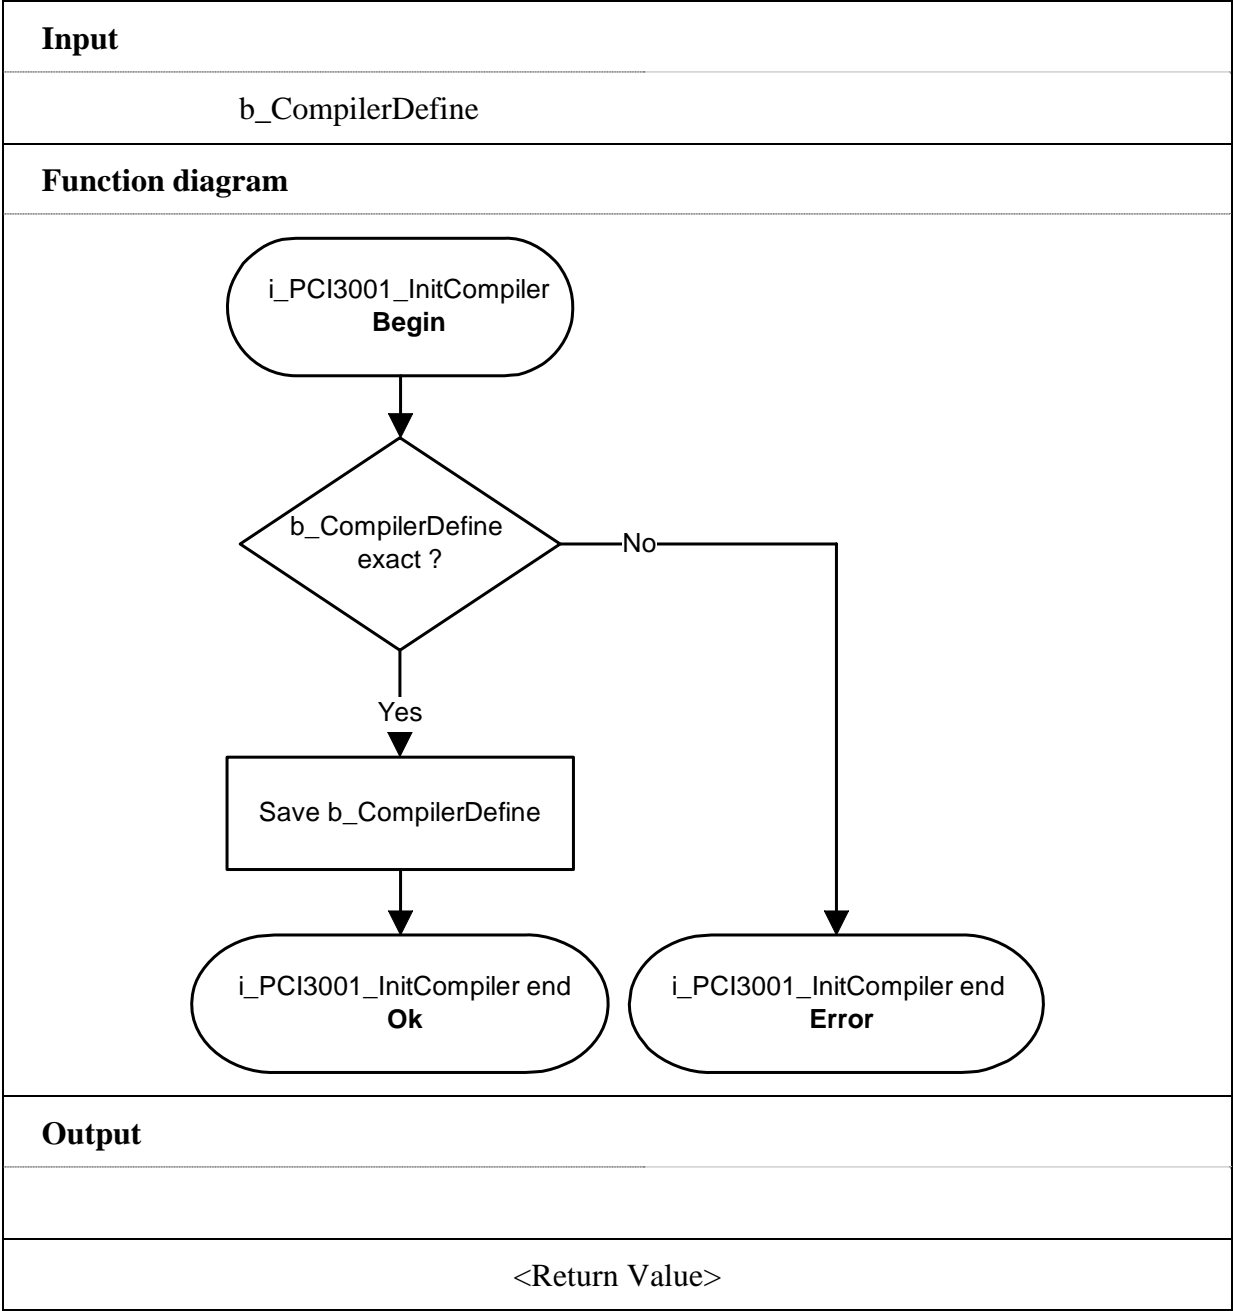 Input
b_CompilerDefine
Function diagram
i_PCI3001_InitCompiler
Begin
b_CompilerDefine
exact ?
No
Yes
Save b_CompilerDefine
i_PCI3001_InitCompiler end
Ok
i_PCI3001_InitCompiler end
Error
Output
<Return Value>